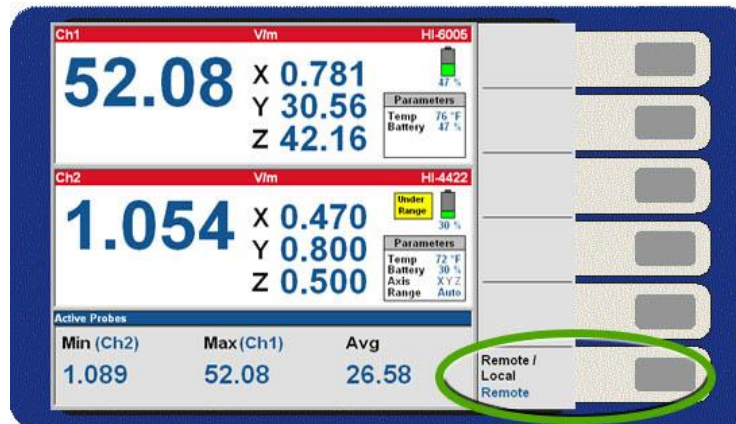 Ch1 V/m HI-6005
52.08
X 0.781
Y 30.56
Z 42.16
47 %
Parameters
Temp 76 °F
Battery 47 %
Ch2 V/m HI-4422
1.054
X 0.470
Y 0.800
Z 0.500
Under
Range
30 %
Parameters
Temp 72 °F
Battery 30 %
Axis X Y Z
Range Auto
Active Probes
Min (Ch2) Max(Ch1) Avg
1.089 52.08 26.58
Remote /
Local
Remote